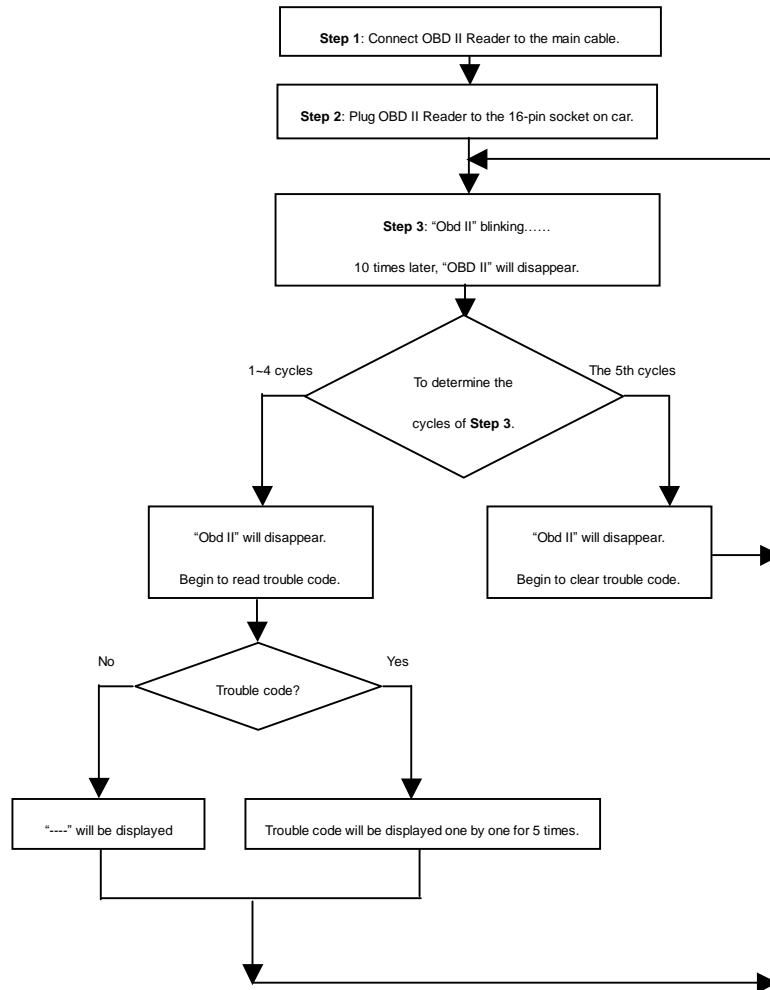 Step 1: Connect OBD II Reader to the main cable.
Step 2: Plug OBD II Reader to the 16-pin socket on car.
Step 3: “Obd II” blinking……
10 times later, “OBD II” will disappear.
1~4 cycles
To determine the
cycles of Step 3.
The 5th cycles
“Obd II” will disappear.
Begin to read trouble code.
“Obd II” will disappear.
Begin to clear trouble code.
No
Trouble code?
Yes
“----” will be displayed
Trouble code will be displayed one by one for 5 times.